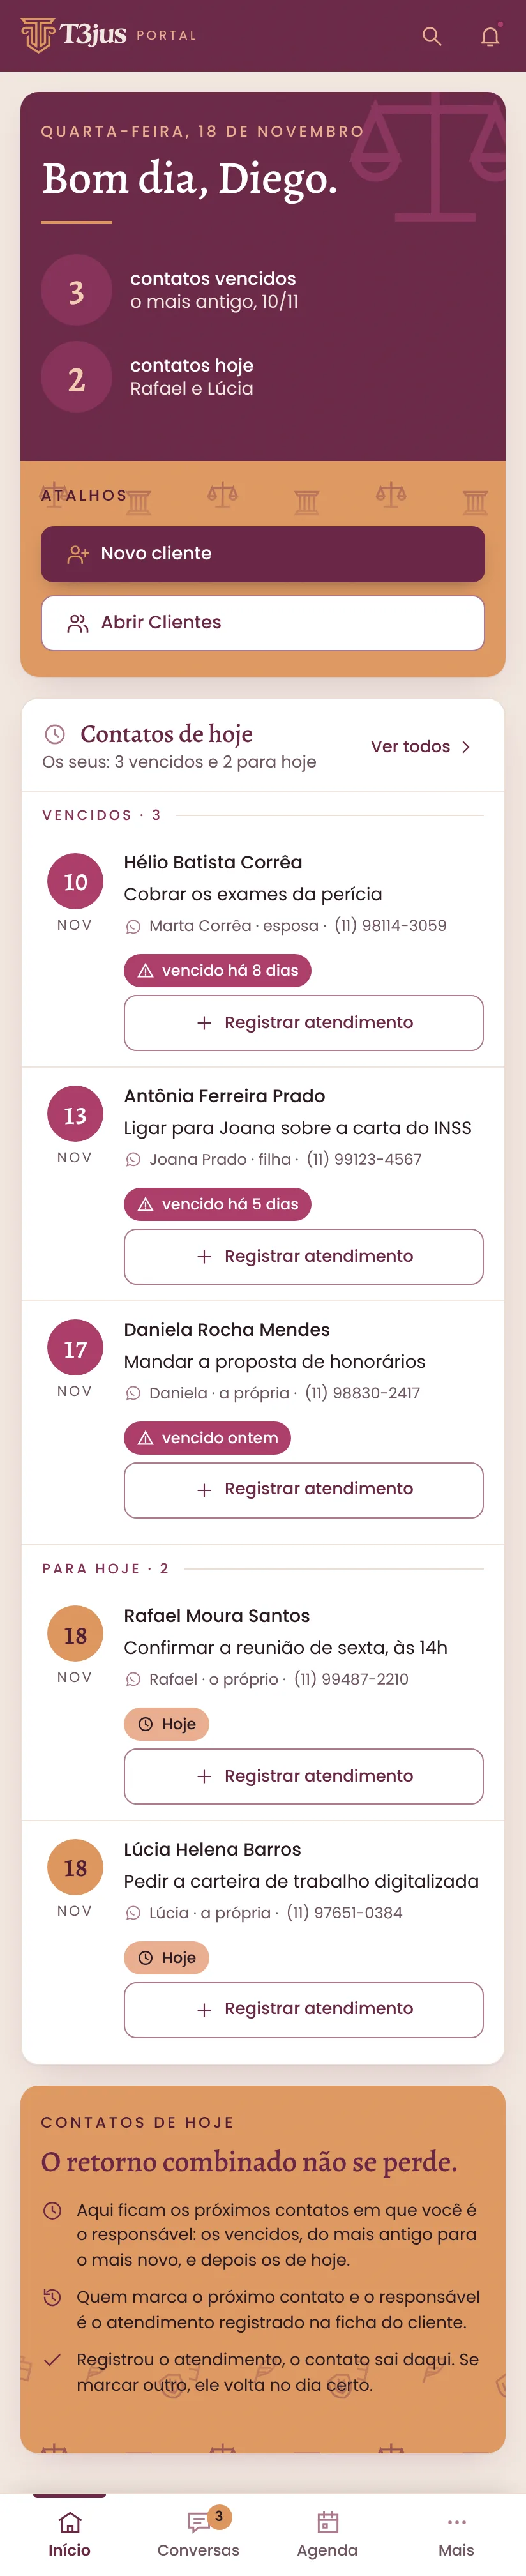 T3jus PORTAL
QUARTA-FEIRA, 18 DE NOVEMBRO
Bom dia, Diego.
3
contatos vencidos
o mais antigo, 10/11
2
contatos hoje
Rafael e Lúcia
ATALHOS
Novo cliente
Abrir Clientes
Contatos de hoje
Os seus: 3 vencidos e 2 para hoje
Ver todos
VENCIDOS · 3
10
NOV
Hélio Batista Corrêa
Cobrar os exames da perícia
Marta Corrêa · esposa · (11) 98114-3059
vencido há 8 dias
Registrar atendimento
13
NOV
Antônia Ferreira Prado
Ligar para Joana sobre a carta do INSS
Joana Prado · filha · (11) 99123-4567
vencido há 5 dias
Registrar atendimento
17
NOV
Daniela Rocha Mendes
Mandar a proposta de honorários
Daniela · a própria · (11) 98830-2417
vencido ontem
Registrar atendimento
PARA HOJE · 2
18
NOV
Rafael Moura Santos
Confirmar a reunião de sexta, às 14h
Rafael · o próprio · (11) 99487-2210
Hoje
Registrar atendimento
18
NOV
Lúcia Helena Barros
Pedir a carteira de trabalho digitalizada
Lúcia · a própria · (11) 97651-0384
Hoje
Registrar atendimento
CONTATOS DE HOJE
O retorno combinado não se perde.
Aqui ficam os próximos contatos em que você é
o responsável: os vencidos, do mais antigo para
o mais novo, e depois os de hoje.
Quem marca o próximo contato e o responsável
é o atendimento registrado na ficha do cliente.
Registrou o atendimento, o contato sai daqui. Se
marcar outro, ele volta no dia certo.
Início
Conversas
3
Agenda
Mais